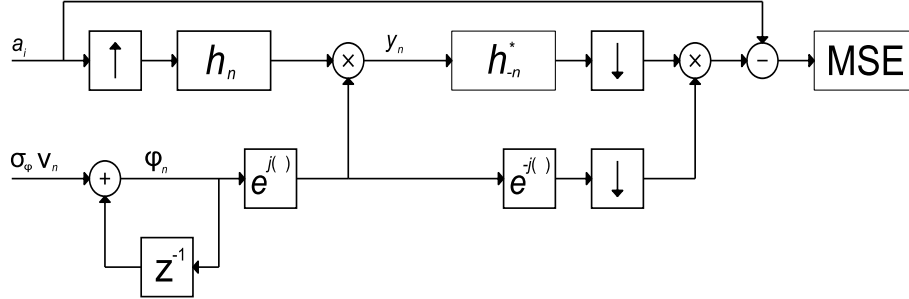 a_i
↑
h_n
×
y_n
h^*_{-n}
↓
×
−
MSE
σ_φ v_n
+
φ_n
e^{j( )}
e^{-j( )}
↓
z^{-1}